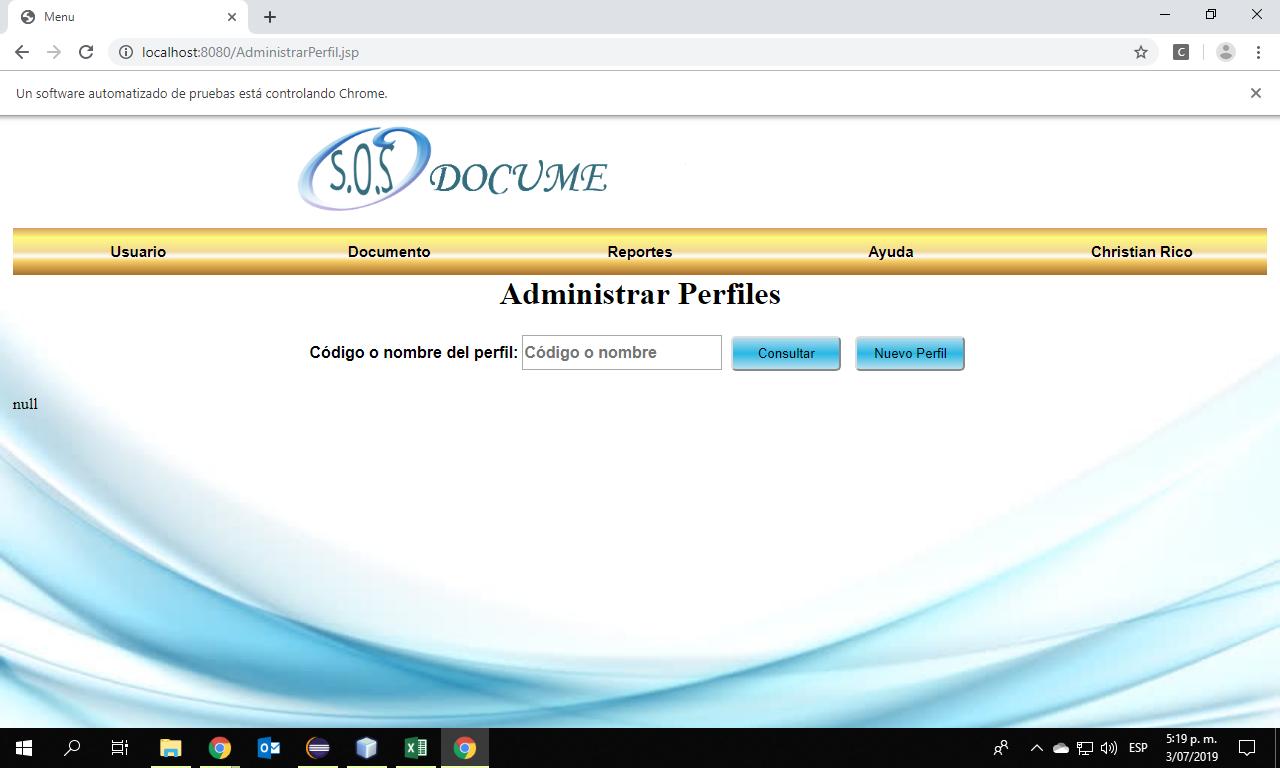 Menu
localhost:8080/AdministrarPerfil.jsp
C
Un software automatizado de pruebas está controlando Chrome.
S.O.S DOCUME
Usuario Documento Reportes Ayuda Christian Rico
Administrar Perfiles
Código o nombre del perfil: Código o nombre Consultar Nuevo Perfil
null
ESP
5:19 p. m.
3/07/2019